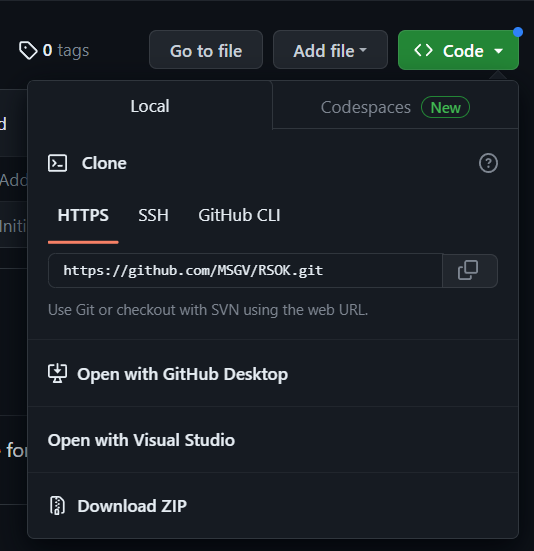 0 tags Go to file Add file Code
d Local Codespaces New
Clone
Add
HTTPS SSH GitHub CLI
Initi
https://github.com/MSGV/RSOK.git
Use Git or checkout with SVN using the web URL.
Open with GitHub Desktop
Open with Visual Studio
for
Download ZIP